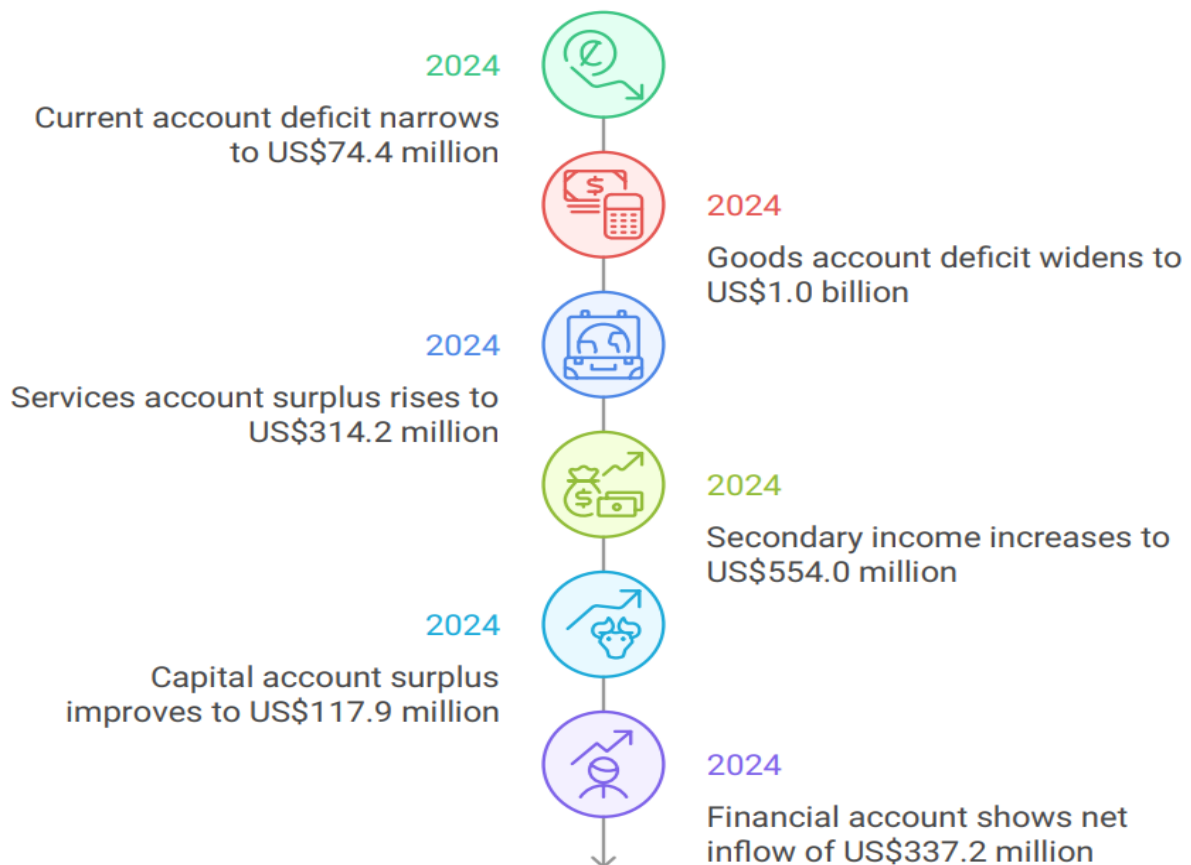 2024
Current account deficit narrows
to US$74.4 million
2024
Goods account deficit widens to
US$1.0 billion
2024
Services account surplus rises to
US$314.2 million
2024
Secondary income increases to
US$554.0 million
2024
Capital account surplus
improves to US$117.9 million
2024
Financial account shows net
inflow of US$337.2 million